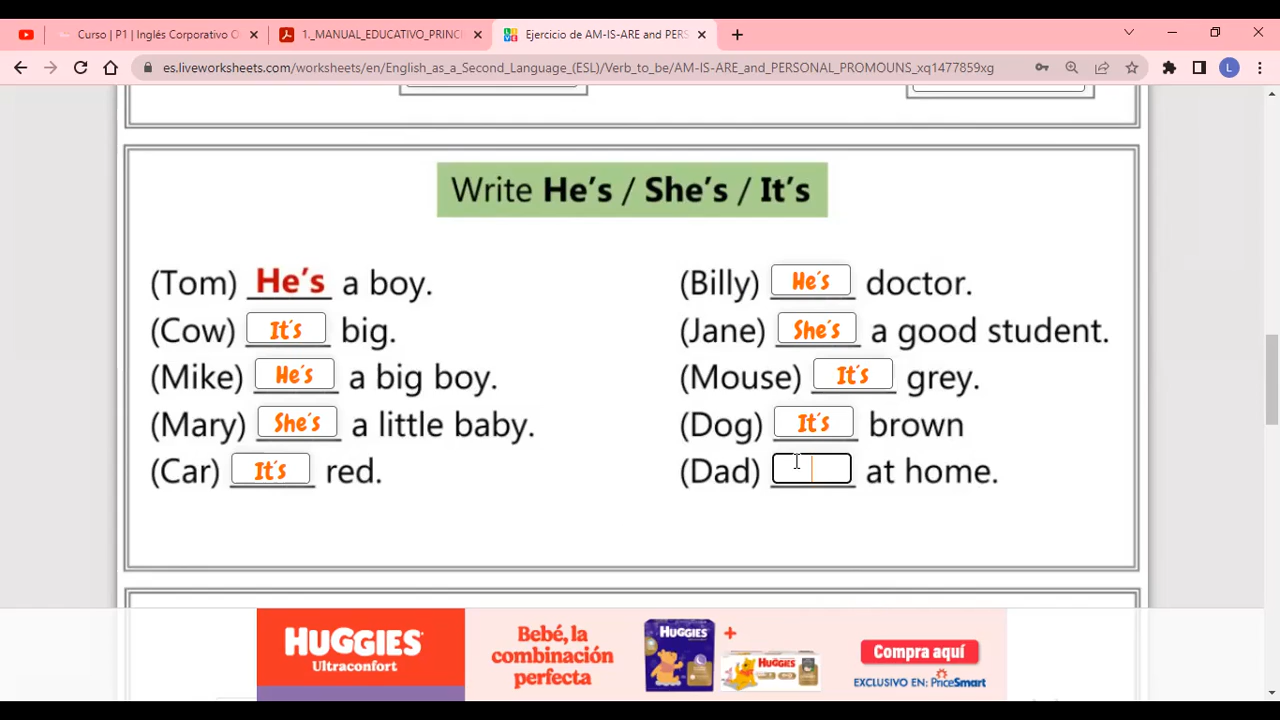 Curso | P1 | Inglés Corporativo O
1._MANUAL_EDUCATIVO_PRINCI
Ejercicio de AM-IS-ARE and PERS
es.liveworksheets.com/worksheets/en/English_as_a_Second_Language_(ESL)/Verb_to_be/AM-IS-ARE_and_PERSONAL_PRONOUNS_xq1477859xg
L
Write He's / She's / It's
(Tom) He's a boy.
(Cow) It's big.
(Mike) He's a big boy.
(Mary) She's a little baby.
(Car) It's red.
(Billy) He's doctor.
(Jane) She's a good student.
(Mouse) It's grey.
(Dog) It's brown
(Dad) at home.
HUGGIES
Ultraconfort
Bebé, la
combinación
perfecta
HUGGIES
+
HUGGIES
Compra aquí
EXCLUSIVO EN: PriceSmart